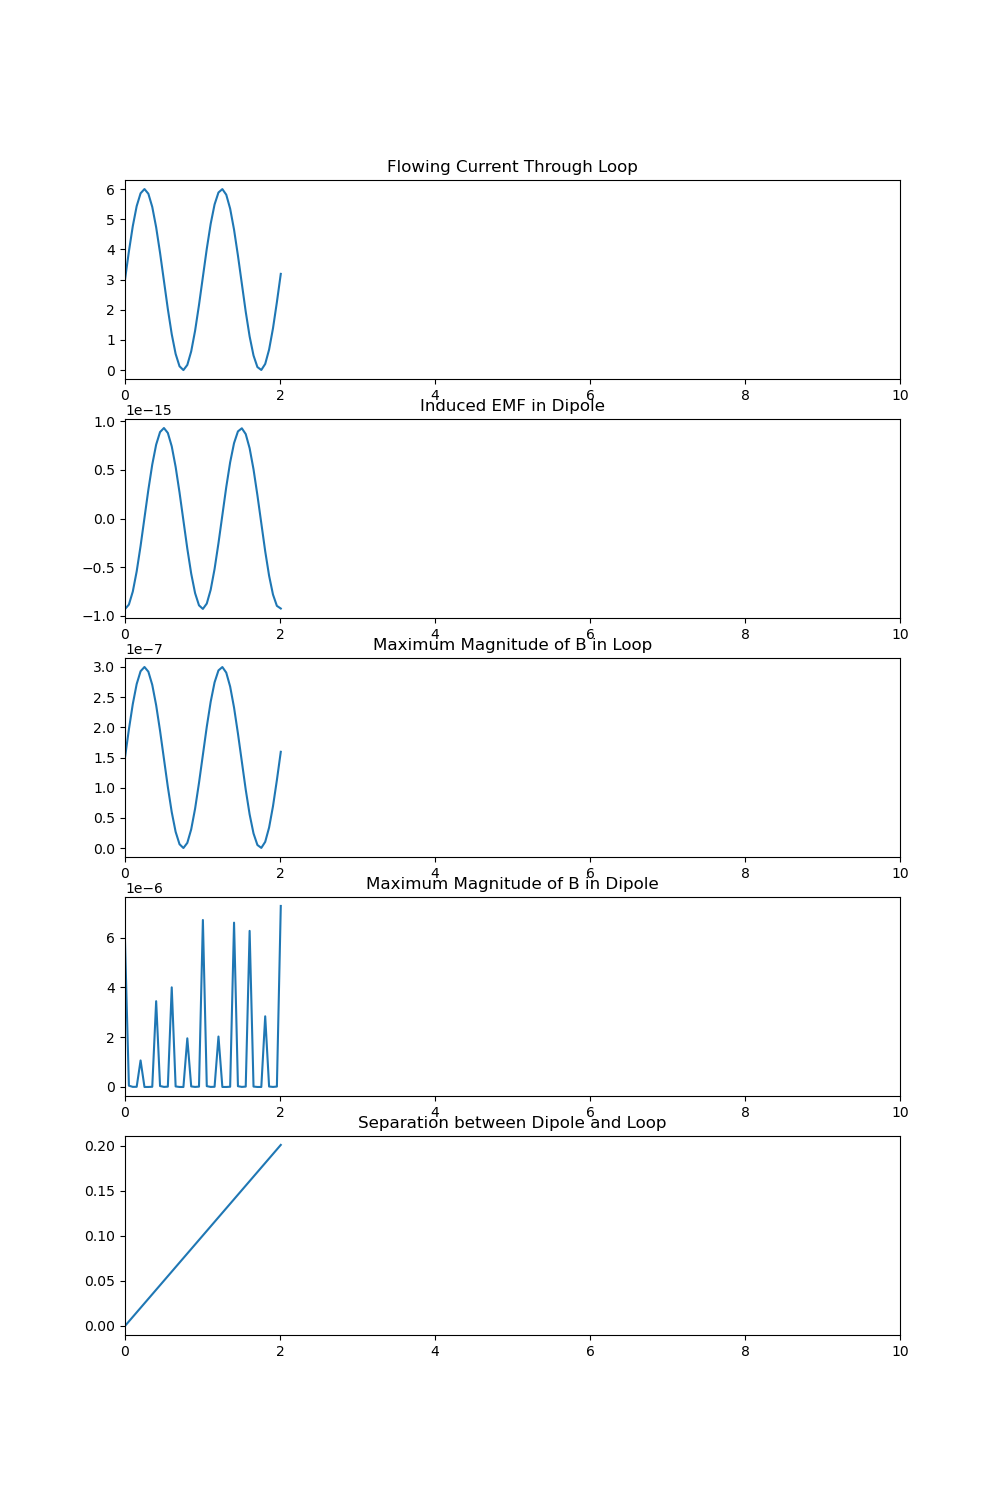 Flowing Current Through Loop
6
5
4
3
2
1
0
0 2 4 6 8 10
1e−15
Induced EMF in Dipole
1.0
0.5
0.0
−0.5
−1.0
0 2 4 6 8 10
1e−7
Maximum Magnitude of B in Loop
3.0
2.5
2.0
1.5
1.0
0.5
0.0
0 2 4 6 8 10
1e−6
Maximum Magnitude of B in Dipole
6
4
2
0
0 2 4 6 8 10
Separation between Dipole and Loop
0.20
0.15
0.10
0.05
0.00
0 2 4 6 8 10